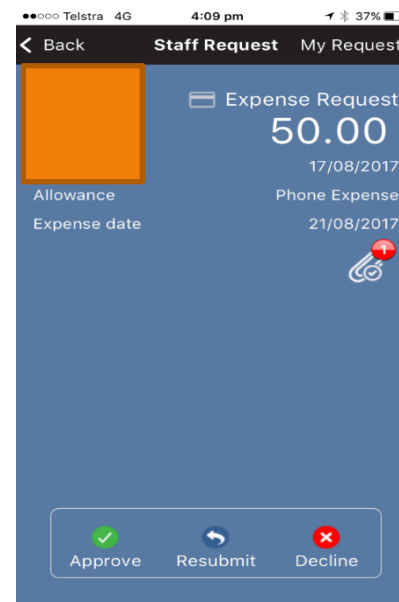 Telstra 4G 4:09 pm 37%
Back Staff Request My Request
Expense Request
50.00
17/08/2017
Allowance Phone Expense
Expense date 21/08/2017
1
Approve Resubmit Decline